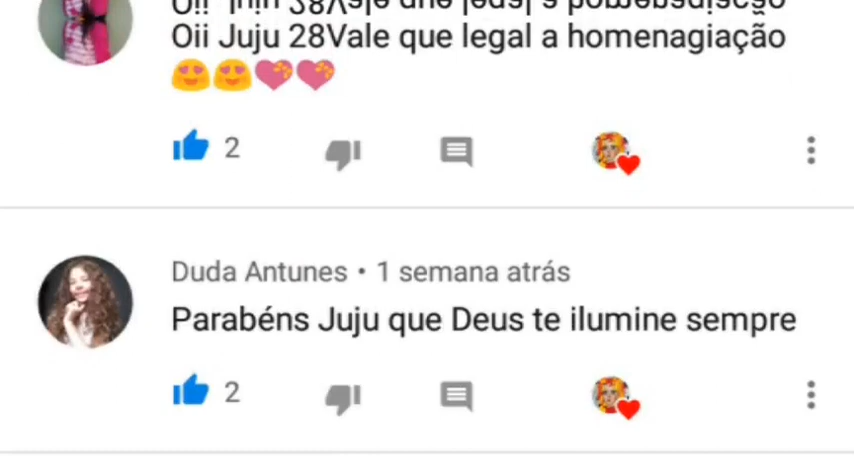 Oii Juju 28Vale que legal a homenagiação
😍😍💝💝
2
Duda Antunes • 1 semana atrás
Parabéns Juju que Deus te ilumine sempre
2